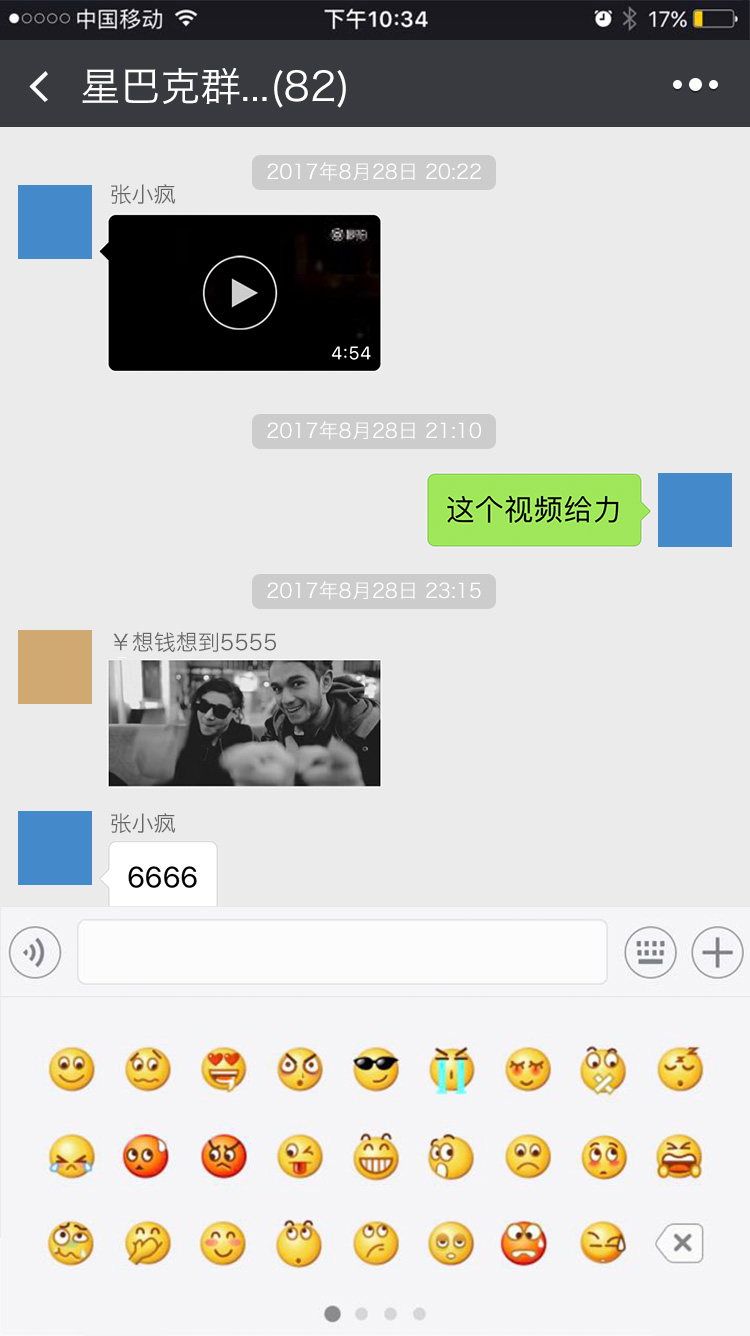 中国移动
下午10:34
17%
星巴克群...(82)
2017年8月28日 20:22
张小疯
4:54
2017年8月28日 21:10
这个视频给力
2017年8月28日 23:15
￥想钱想到5555
张小疯
6666